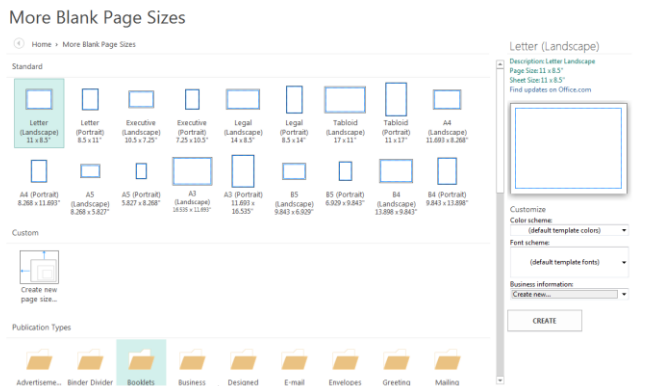 More Blank Page Sizes
Home › More Blank Page Sizes
Standard
Letter (Landscape) 11 x 8.5"
Letter (Portrait) 8.5 x 11"
Executive (Landscape) 10.5 x 7.25"
Executive (Portrait) 7.25 x 10.5"
Legal (Landscape) 14 x 8.5"
Legal (Portrait) 8.5 x 14"
Tabloid (Landscape) 17 x 11"
Tabloid (Portrait) 11 x 17"
A4 (Landscape) 11.693 x 8.268"
A4 (Portrait) 8.268 x 11.693"
A5 (Landscape) 8.268 x 5.827"
A5 (Portrait) 5.827 x 8.268"
A3 (Landscape) 16.535 x 11.693"
A3 (Portrait) 11.693 x 16.535"
B5 (Landscape) 9.843 x 6.929"
B5 (Portrait) 6.929 x 9.843"
B4 (Landscape) 13.898 x 9.843"
B4 (Portrait) 9.843 x 13.898"
Custom
Create new page size...
Publication Types
Advertiseme...
Binder Divider
Booklets
Business
Designed
E-mail
Envelopes
Greeting
Mailing
Letter (Landscape)
Description: Letter Landscape
Page Size: 11 x 8.5"
Sheet Size: 11 x 8.5"
Find updates on Office.com
Customize
Color scheme:
(default template colors)
Font scheme:
(default template fonts)
Business information:
Create new...
CREATE